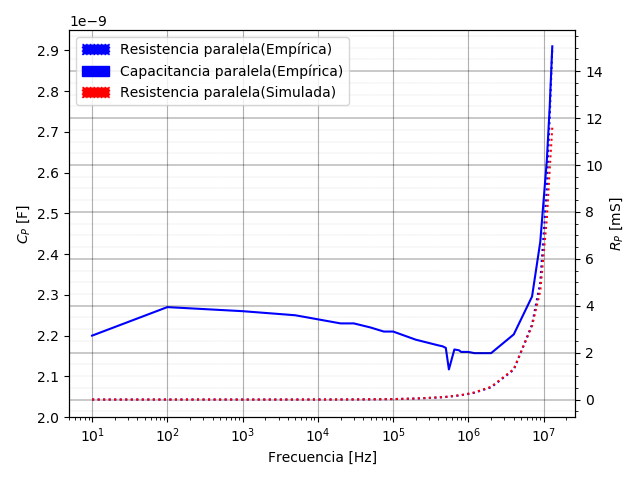 1e−9
Resistencia paralela(Empírica)
Capacitancia paralela(Empírica)
Resistencia paralela(Simulada)
2.9
2.8
2.7
2.6
2.5
2.4
2.3
2.2
2.1
2.0
C_P [F]
14
12
10
8
6
4
2
0
R_P [mS]
10^1 10^2 10^3 10^4 10^5 10^6 10^7
Frecuencia [Hz]